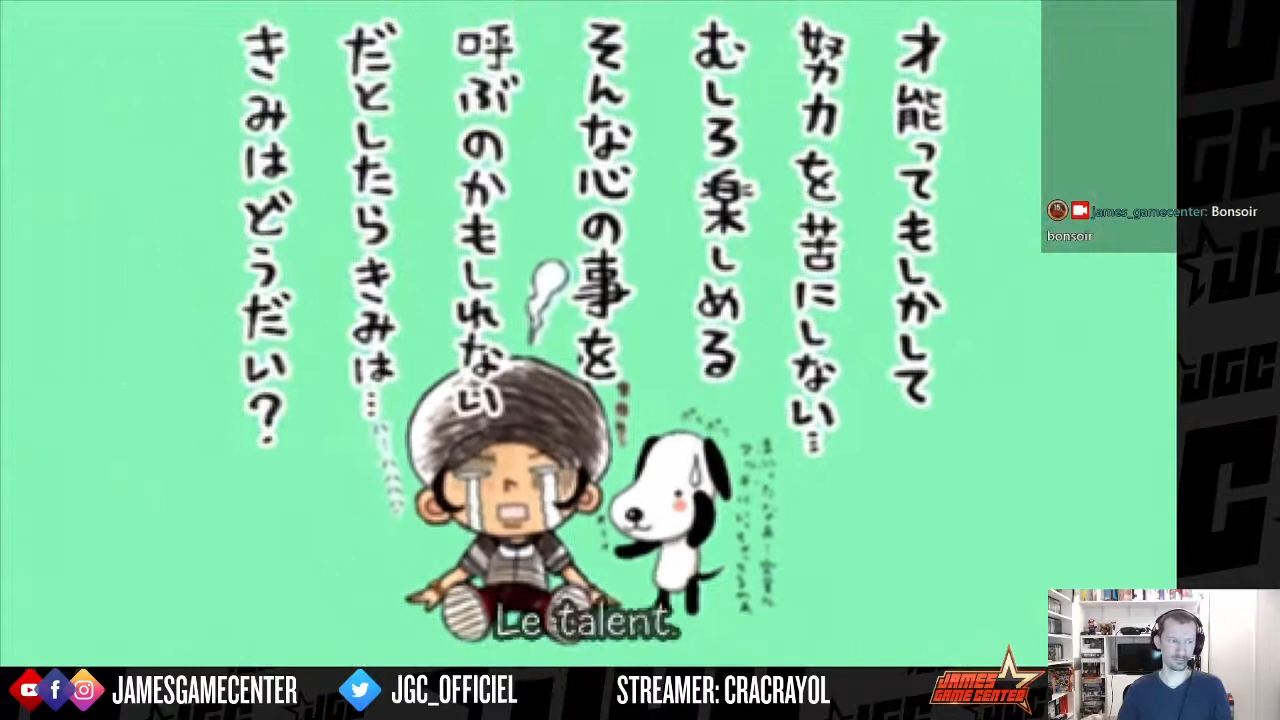 才能ってもしかして
努力を苦にしない…
むしろ楽しめる
そんな心の事を
呼ぶのかもしれない
だとしたらきみは…
きみはどうだい？
Le talent.
james_gamecenter: Bonsoir
bonsoir
JAMESGAMECENTER
JGC_OFFICIEL
STREAMER: CRACRAYOL
JAMES
GAME CENTER